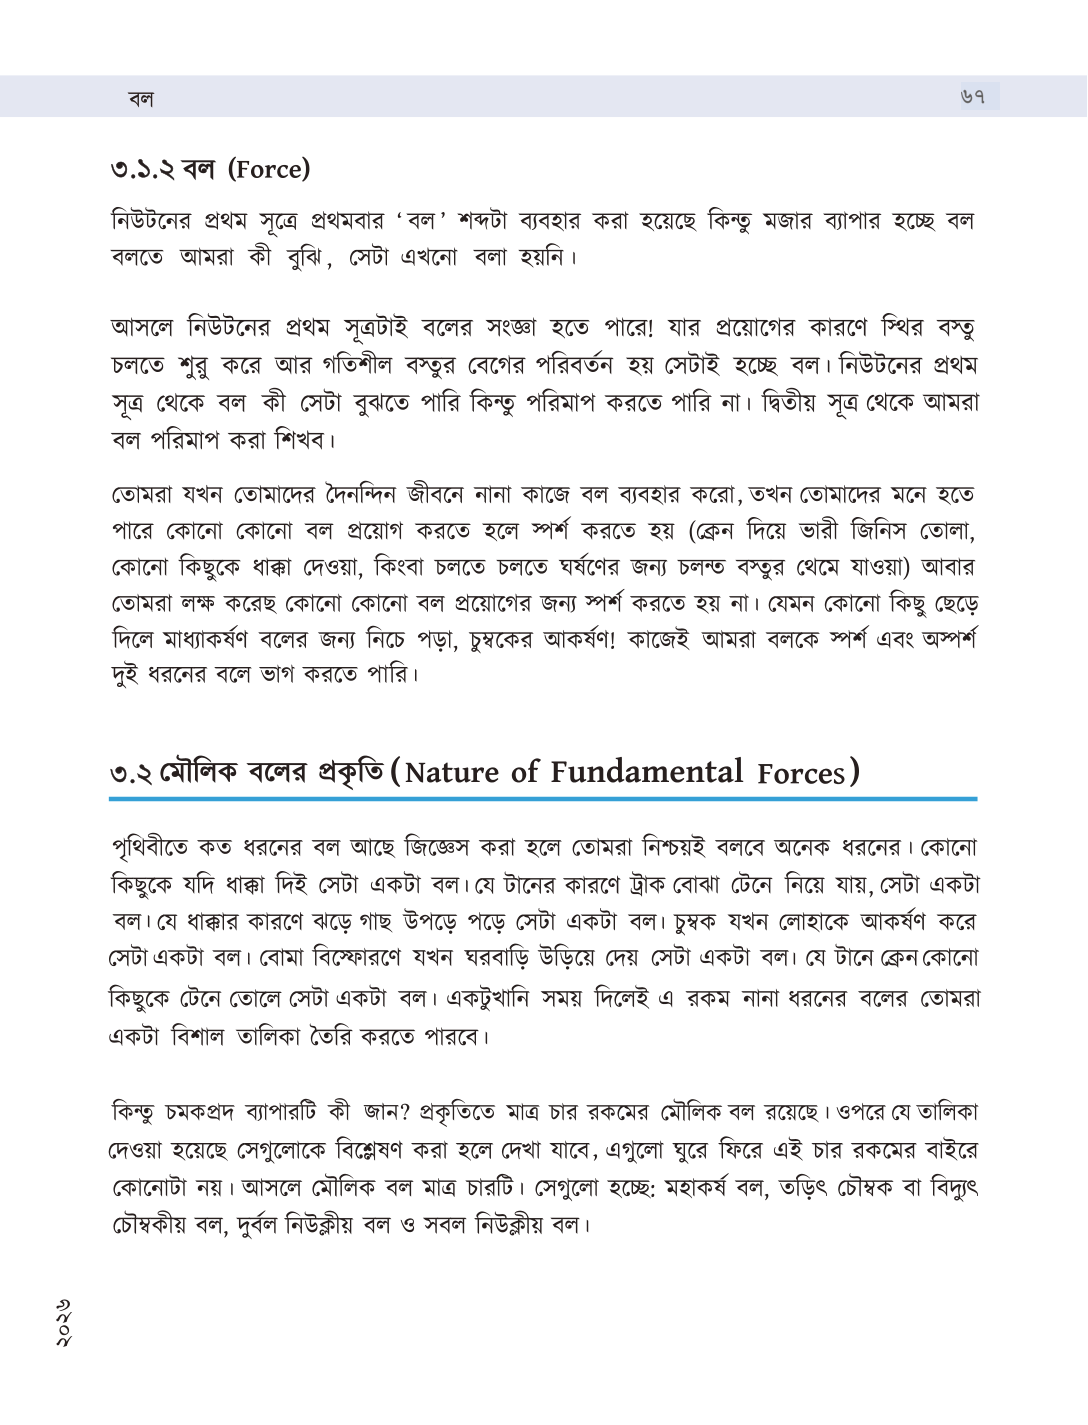 বল
৬৭
৩.১.২ বল (Force)
নিউটনের প্রথম সূত্রে প্রথমবার ‘বল’ শব্দটা ব্যবহার করা হয়েছে কিন্তু মজার ব্যাপার হচ্ছে বল
বলতে আমরা কী বুঝি, সেটা এখনো বলা হয়নি।
আসলে নিউটনের প্রথম সূত্রটাই বলের সংজ্ঞা হতে পারে! যার প্রয়োগের কারণে স্থির বস্তু
চলতে শুরু করে আর গতিশীল বস্তুর বেগের পরিবর্তন হয় সেটাই হচ্ছে বল। নিউটনের প্রথম
সূত্র থেকে বল কী সেটা বুঝতে পারি কিন্তু পরিমাপ করতে পারি না। দ্বিতীয় সূত্র থেকে আমরা
বল পরিমাপ করা শিখব।
তোমরা যখন তোমাদের দৈনন্দিন জীবনে নানা কাজে বল ব্যবহার করো, তখন তোমাদের মনে হতে
পারে কোনো কোনো বল প্রয়োগ করতে হলে স্পর্শ করতে হয় (ক্রেন দিয়ে ভারী জিনিস তোলা,
কোনো কিছুকে ধাক্কা দেওয়া, কিংবা চলতে চলতে ঘর্ষণের জন্য চলন্ত বস্তুর থেমে যাওয়া) আবার
তোমরা লক্ষ করেছ কোনো কোনো বল প্রয়োগের জন্য স্পর্শ করতে হয় না। যেমন কোনো কিছু ছেড়ে
দিলে মাধ্যাকর্ষণ বলের জন্য নিচে পড়া, চুম্বকের আকর্ষণ! কাজেই আমরা বলকে স্পর্শ এবং অস্পর্শ
দুই ধরনের বলে ভাগ করতে পারি।
৩.২ মৌলিক বলের প্রকৃতি (Nature of Fundamental Forces)
পৃথিবীতে কত ধরনের বল আছে জিজ্ঞেস করা হলে তোমরা নিশ্চয়ই বলবে অনেক ধরনের। কোনো
কিছুকে যদি ধাক্কা দিই সেটা একটা বল। যে টানের কারণে ট্রাক বোঝা টেনে নিয়ে যায়, সেটা একটা
বল। যে ধাক্কার কারণে ঝড়ে গাছ উপড়ে পড়ে সেটা একটা বল। চুম্বক যখন লোহাকে আকর্ষণ করে
সেটা একটা বল। বোমা বিস্ফোরণে যখন ঘরবাড়ি উড়িয়ে দেয় সেটা একটা বল। যে টানে ক্রেন কোনো
কিছুকে টেনে তোলে সেটা একটা বল। একটুখানি সময় দিলেই এ রকম নানা ধরনের বলের তোমরা
একটা বিশাল তালিকা তৈরি করতে পারবে।
কিন্তু চমকপ্রদ ব্যাপারটি কী জান? প্রকৃতিতে মাত্র চার রকমের মৌলিক বল রয়েছে। ওপরে যে তালিকা
দেওয়া হয়েছে সেগুলোকে বিশ্লেষণ করা হলে দেখা যাবে, এগুলো ঘুরে ফিরে এই চার রকমের বাইরে
কোনোটা নয়। আসলে মৌলিক বল মাত্র চারটি। সেগুলো হচ্ছে: মহাকর্ষ বল, তড়িৎ চৌম্বক বা বিদ্যুৎ
চৌম্বকীয় বল, দুর্বল নিউক্লীয় বল ও সবল নিউক্লীয় বল।
২০২৬